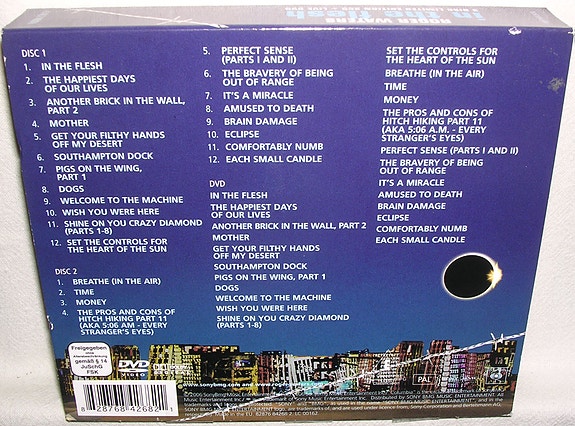 ROGER WATERS
in the flesh
DISC 1
1. IN THE FLESH
2. THE HAPPIEST DAYS
OF OUR LIVES
3. ANOTHER BRICK IN THE WALL,
PART 2
4. MOTHER
5. GET YOUR FILTHY HANDS
OFF MY DESERT
6. SOUTHAMPTON DOCK
7. PIGS ON THE WING,
PART 1
8. DOGS
9. WELCOME TO THE MACHINE
10. WISH YOU WERE HERE
11. SHINE ON YOU CRAZY DIAMOND
(PARTS 1-8)
12. SET THE CONTROLS FOR
THE HEART OF THE SUN
DISC 2
1. BREATHE (IN THE AIR)
2. TIME
3. MONEY
4. THE PROS AND CONS OF
HITCH HIKING PART 11
(AKA 5:06 AM - EVERY
STRANGER'S EYES)
5. PERFECT SENSE
(PARTS I AND II)
6. THE BRAVERY OF BEING
OUT OF RANGE
7. IT'S A MIRACLE
8. AMUSED TO DEATH
9. BRAIN DAMAGE
10. ECLIPSE
11. COMFORTABLY NUMB
12. EACH SMALL CANDLE
DVD
IN THE FLESH
THE HAPPIEST DAYS
OF OUR LIVES
ANOTHER BRICK IN THE WALL, PART 2
MOTHER
GET YOUR FILTHY HANDS
OFF MY DESERT
SOUTHAMPTON DOCK
PIGS ON THE WING, PART 1
DOGS
WELCOME TO THE MACHINE
WISH YOU WERE HERE
SHINE ON YOU CRAZY DIAMOND
(PARTS 1-8)
SET THE CONTROLS FOR
THE HEART OF THE SUN
BREATHE (IN THE AIR)
TIME
MONEY
THE PROS AND CONS OF
HITCH HIKING PART 11
(AKA 5:06 A.M. - EVERY
STRANGER'S EYES)
PERFECT SENSE (PARTS I AND II)
THE BRAVERY OF BEING
OUT OF RANGE
IT'S A MIRACLE
AMUSED TO DEATH
BRAIN DAMAGE
ECLIPSE
COMFORTABLY NUMB
EACH SMALL CANDLE
Freigegeben
ohne
Altersbeschränkung
gemäß § 14
JuSchG
FSK
DVD
VIDEO
PAL
www.sonybmg.com
8 28768 42682 1